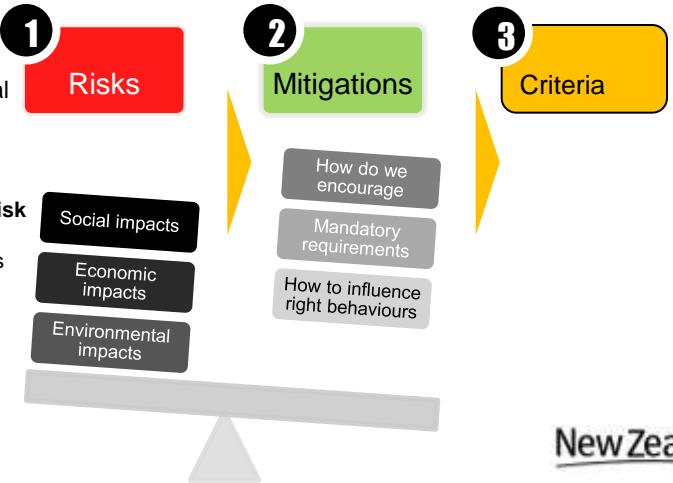 1
Risks
2
Mitigations
3
Criteria
Social impacts
Economic
impacts
Environmental
impacts
How do we
encourage
Mandatory
requirements
How to influence
right behaviours